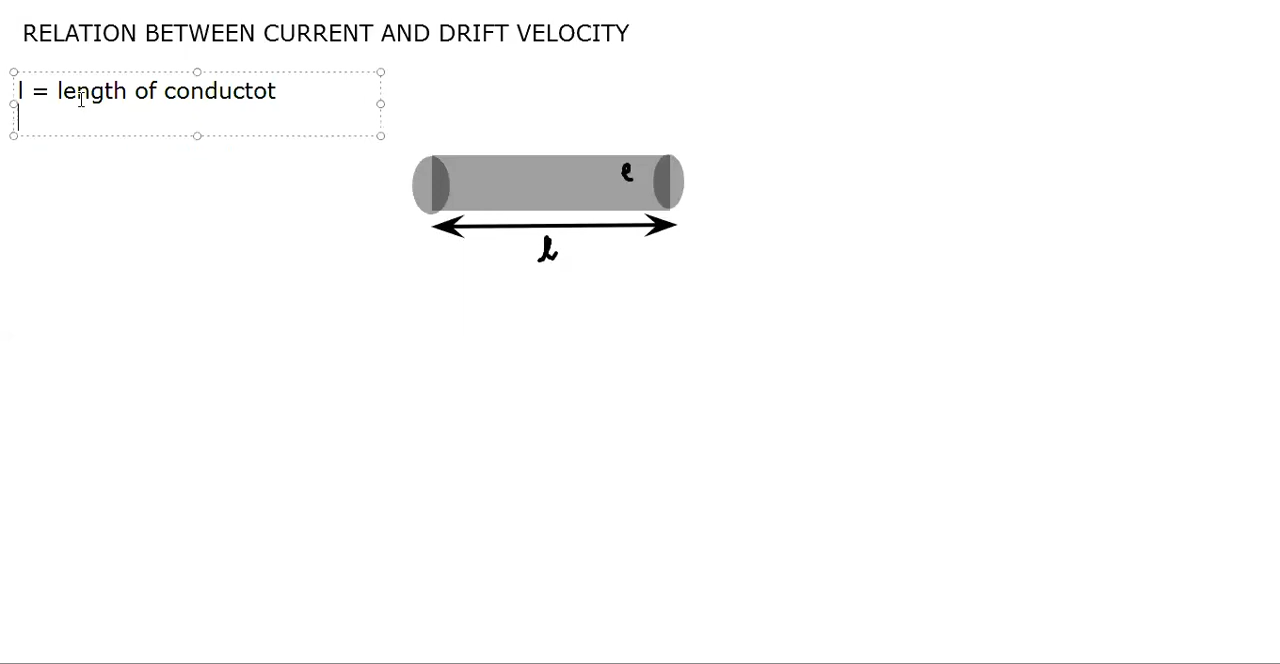 RELATION BETWEEN CURRENT AND DRIFT VELOCITY
l = length of conductot
e
l